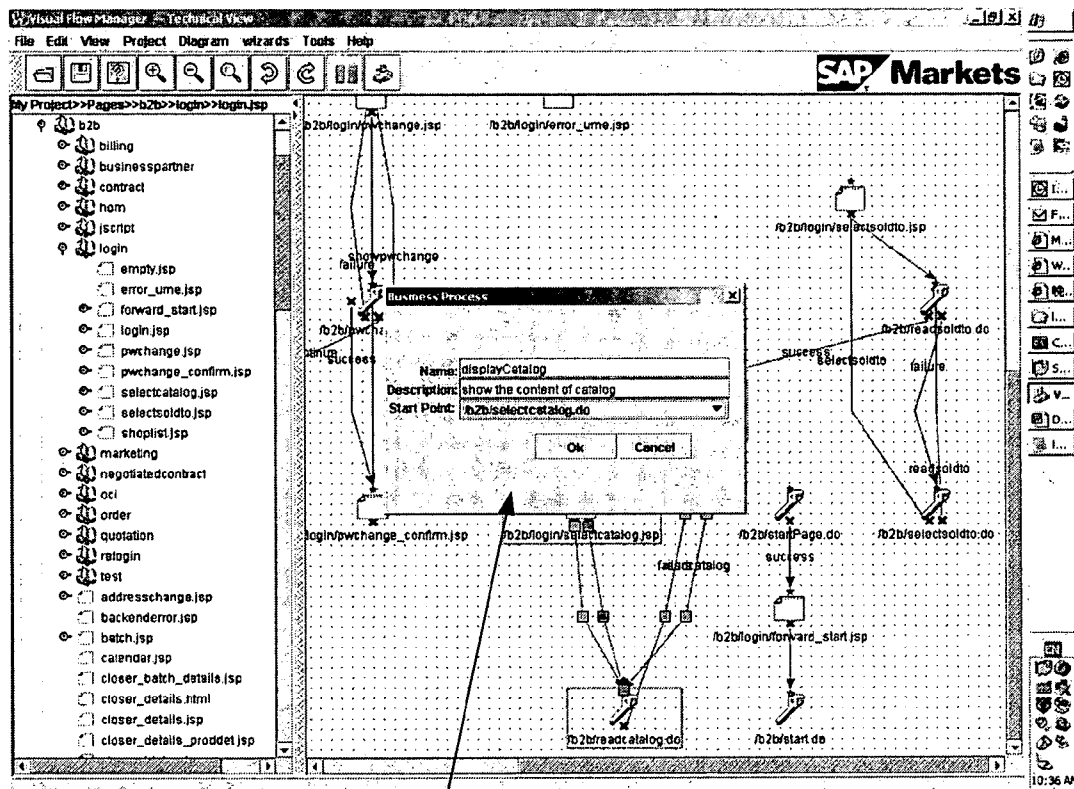 Visual Flow Manager - Technical View
File Edit View Project Diagram wizards Tools Help
SAP Markets
My Project>>Pages>>b2b>>login>>login.jsp
b2b
billing
businesspartner
contract
hom
jscript
login
empty.jsp
error_ume.jsp
forward_start.jsp
login.jsp
pwchange.jsp
pwchange_confirm.jsp
selectcatalog.jsp
selectsoldto.jsp
shoplist.jsp
marketing
negotiatedcontract
oci
order
quotation
relogin
test
addresschange.jsp
backenderror.jsp
batch.jsp
calendar.jsp
closer_batch_details.jsp
closer_details.html
closer_details.jsp
closer_details_proddet.jsp
b2b/login/pwchange.jsp
/b2b/login/error_ume.jsp
/b2b/login/selectsoldto.jsp
showpwchange
failure
/b2b/pwcha
success
Business Process
Name: displayCatalog
Description: show the content of catalog
Start Point: /b2b/selectcatalog.do
Ok Cancel
/b2b/readsoldto.do
success
selectsoldto
failure
readsoldto
login/pwchange_confirm.jsp
/b2b/login/selectcatalog.jsp
/b2b/startPage.do
/b2b/selectsoldto.do
success
/b2b/login/forward_start.jsp
/b2b/readcatalog.do
/b2b/start.do
I...
F...
M...
W...
I...
C...
S...
V...
D...
I...
10:36 AM